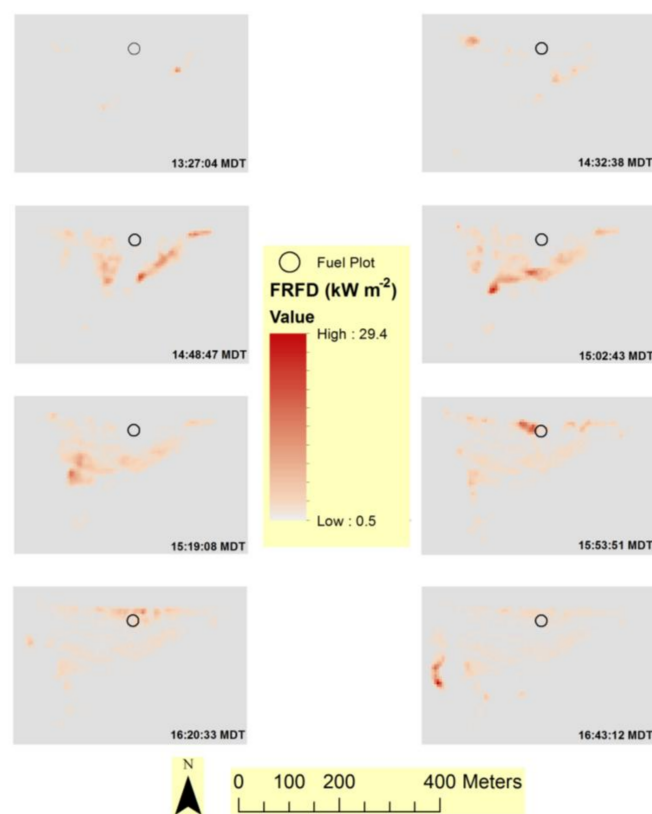 13:27:04 MDT
14:32:38 MDT
14:48:47 MDT
15:02:43 MDT
Fuel Plot
FRFD (kW m⁻²)
Value
High : 29.4
Low : 0.5
15:19:08 MDT
15:53:51 MDT
16:20:33 MDT
16:43:12 MDT
N
0 100 200 400 Meters